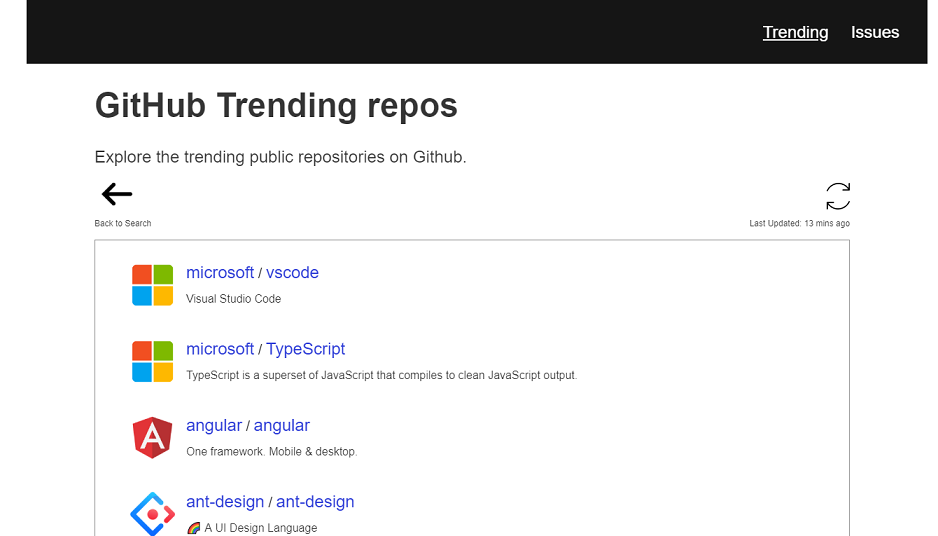 Trending Issues
GitHub Trending repos
Explore the trending public repositories on Github.
Back to Search
Last Updated: 13 mins ago
microsoft / vscode
Visual Studio Code
microsoft / TypeScript
TypeScript is a superset of JavaScript that compiles to clean JavaScript output.
angular / angular
One framework. Mobile & desktop.
ant-design / ant-design
🌈 A UI Design Language